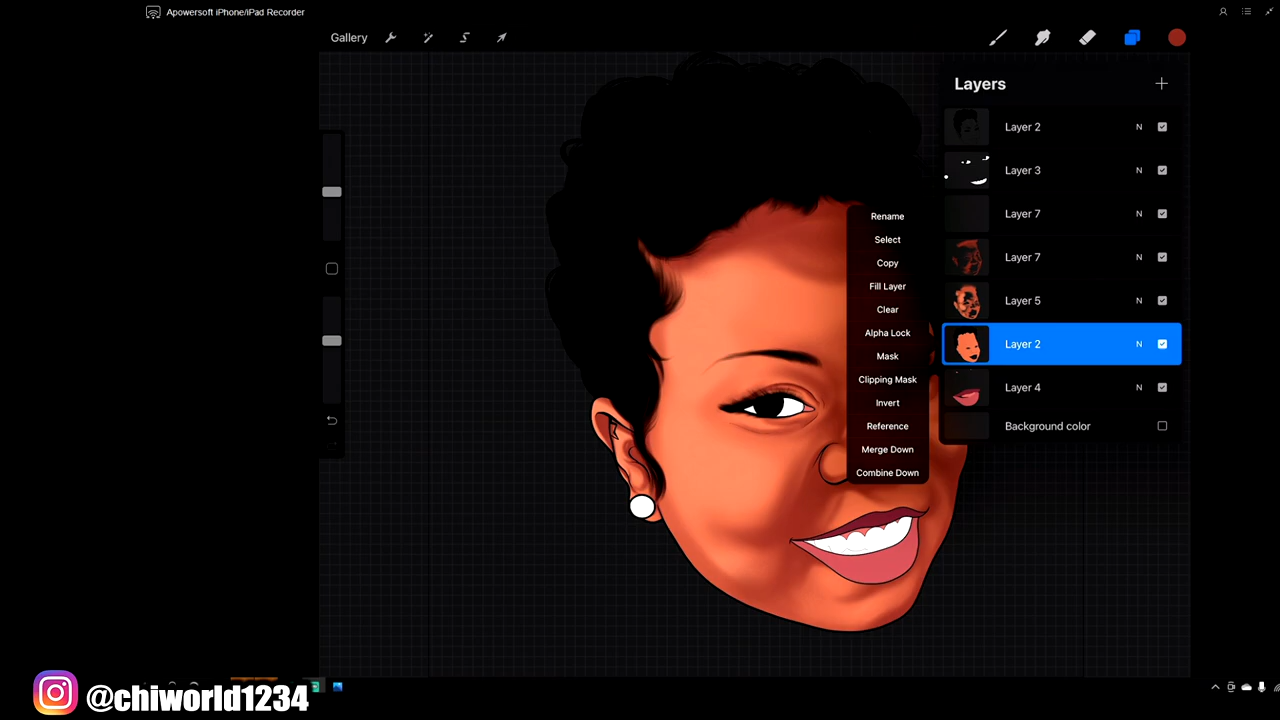 Apowersoft iPhone/iPad Recorder
Gallery
Layers
Layer 2 N
Layer 3 N
Layer 7 N
Layer 7 N
Layer 5 N
Layer 2 N
Layer 4 N
Background color
Rename
Select
Copy
Fill Layer
Clear
Alpha Lock
Mask
Clipping Mask
Invert
Reference
Merge Down
Combine Down
@chiworld1234